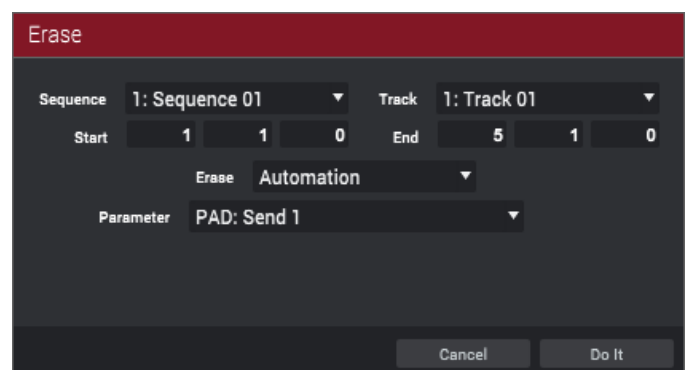 Erase
Sequence 1: Sequence 01 Track 1: Track 01
Start 1 1 0 End 5 1 0
Erase Automation
Parameter PAD: Send 1
Cancel Do It